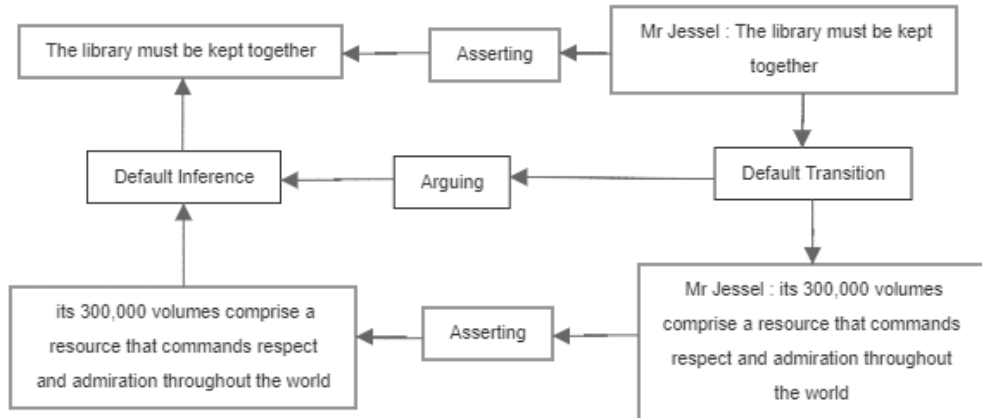 The library must be kept together
Asserting
Mr Jessel : The library must be kept
together
Default Inference
Arguing
Default Transition
its 300,000 volumes comprise a
resource that commands respect
and admiration throughout the world
Asserting
Mr Jessel : its 300,000 volumes
comprise a resource that commands
respect and admiration throughout
the world